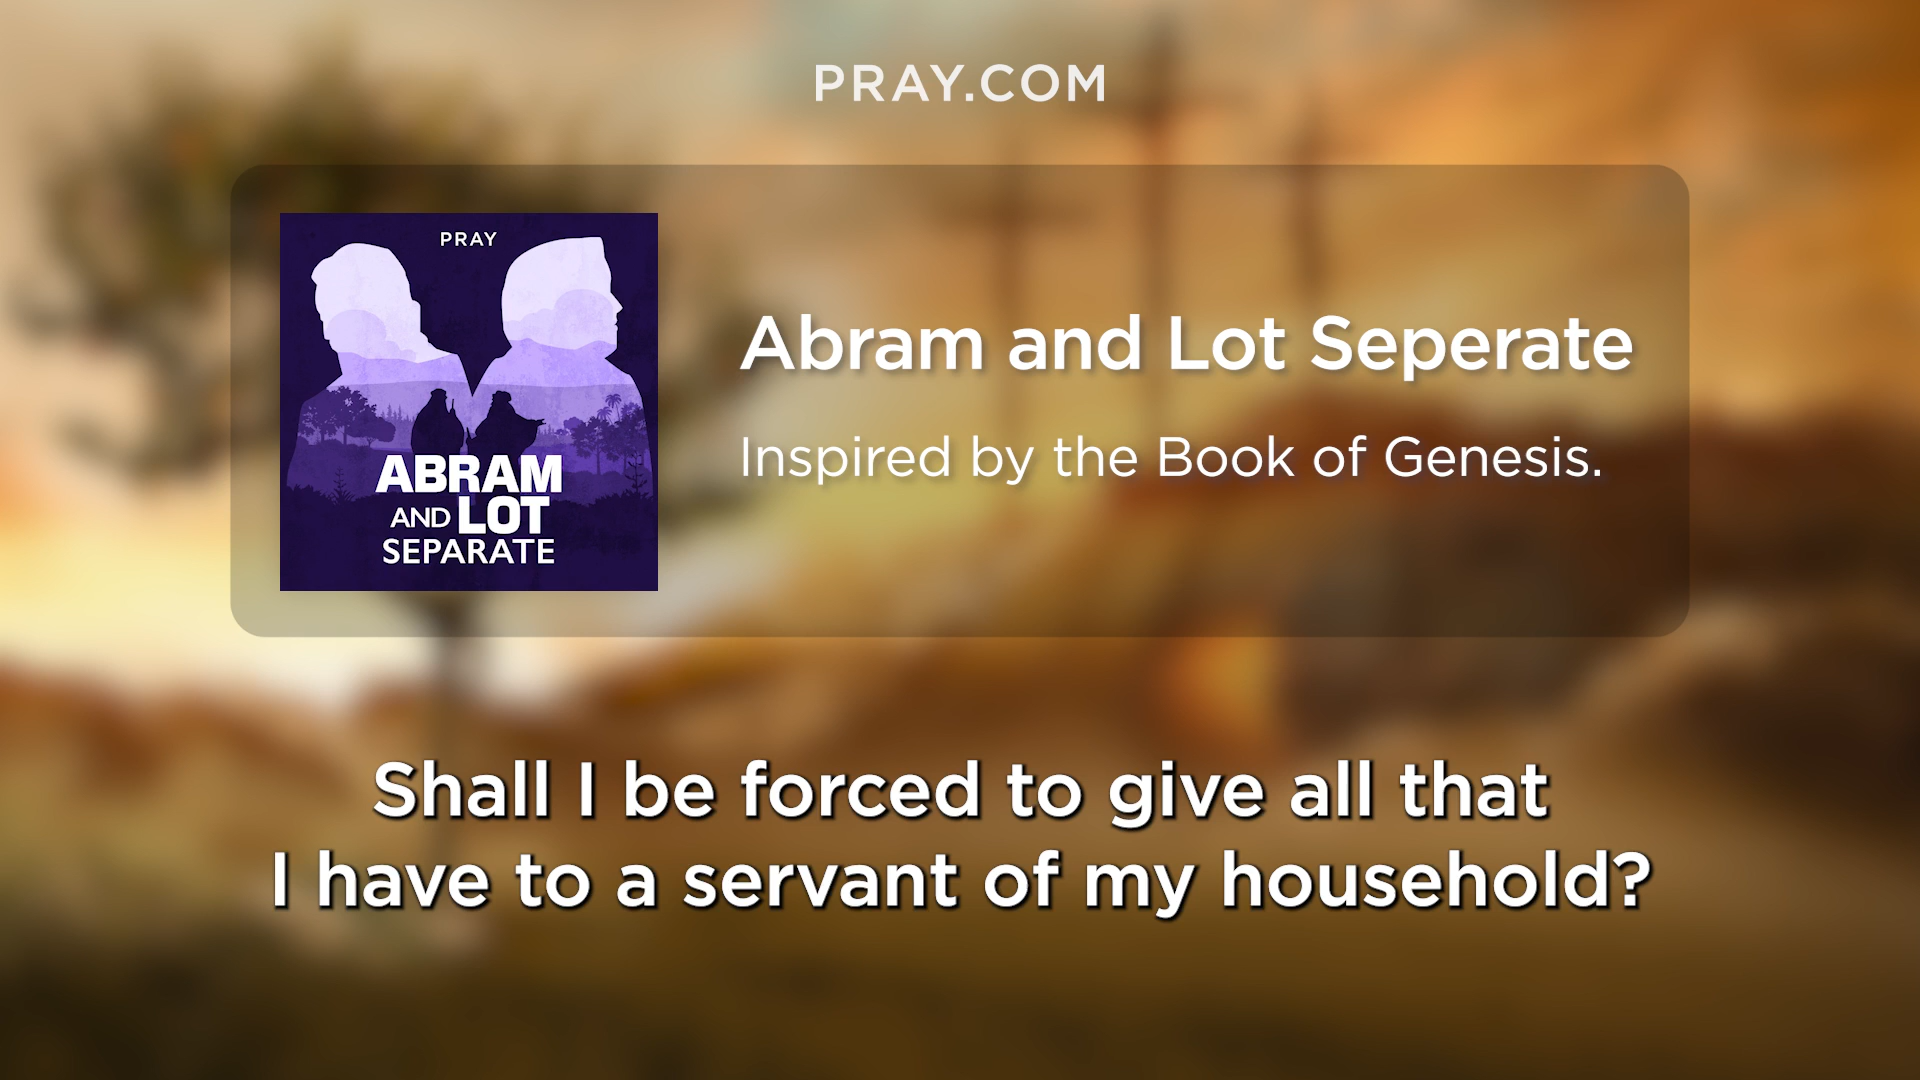 PRAY.COM
PRAY
ABRAM
AND LOT
SEPARATE
Abram and Lot Seperate
Inspired by the Book of Genesis.
Shall I be forced to give all that
I have to a servant of my household?